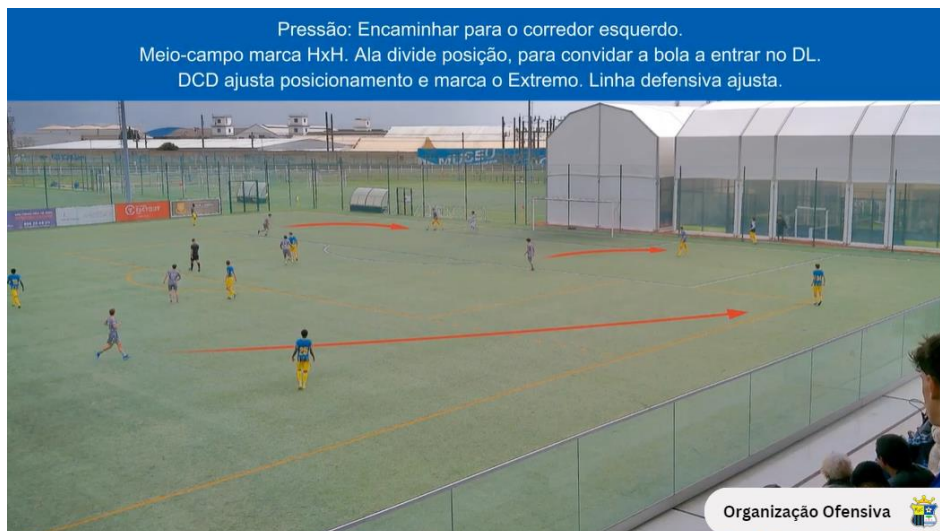 Pressão: Encaminhar para o corredor esquerdo.
Meio-campo marca HxH. Ala divide posição, para convidar a bola a entrar no DL.
DCD ajusta posicionamento e marca o Extremo. Linha defensiva ajusta.
MUSEU
Organização Ofensiva